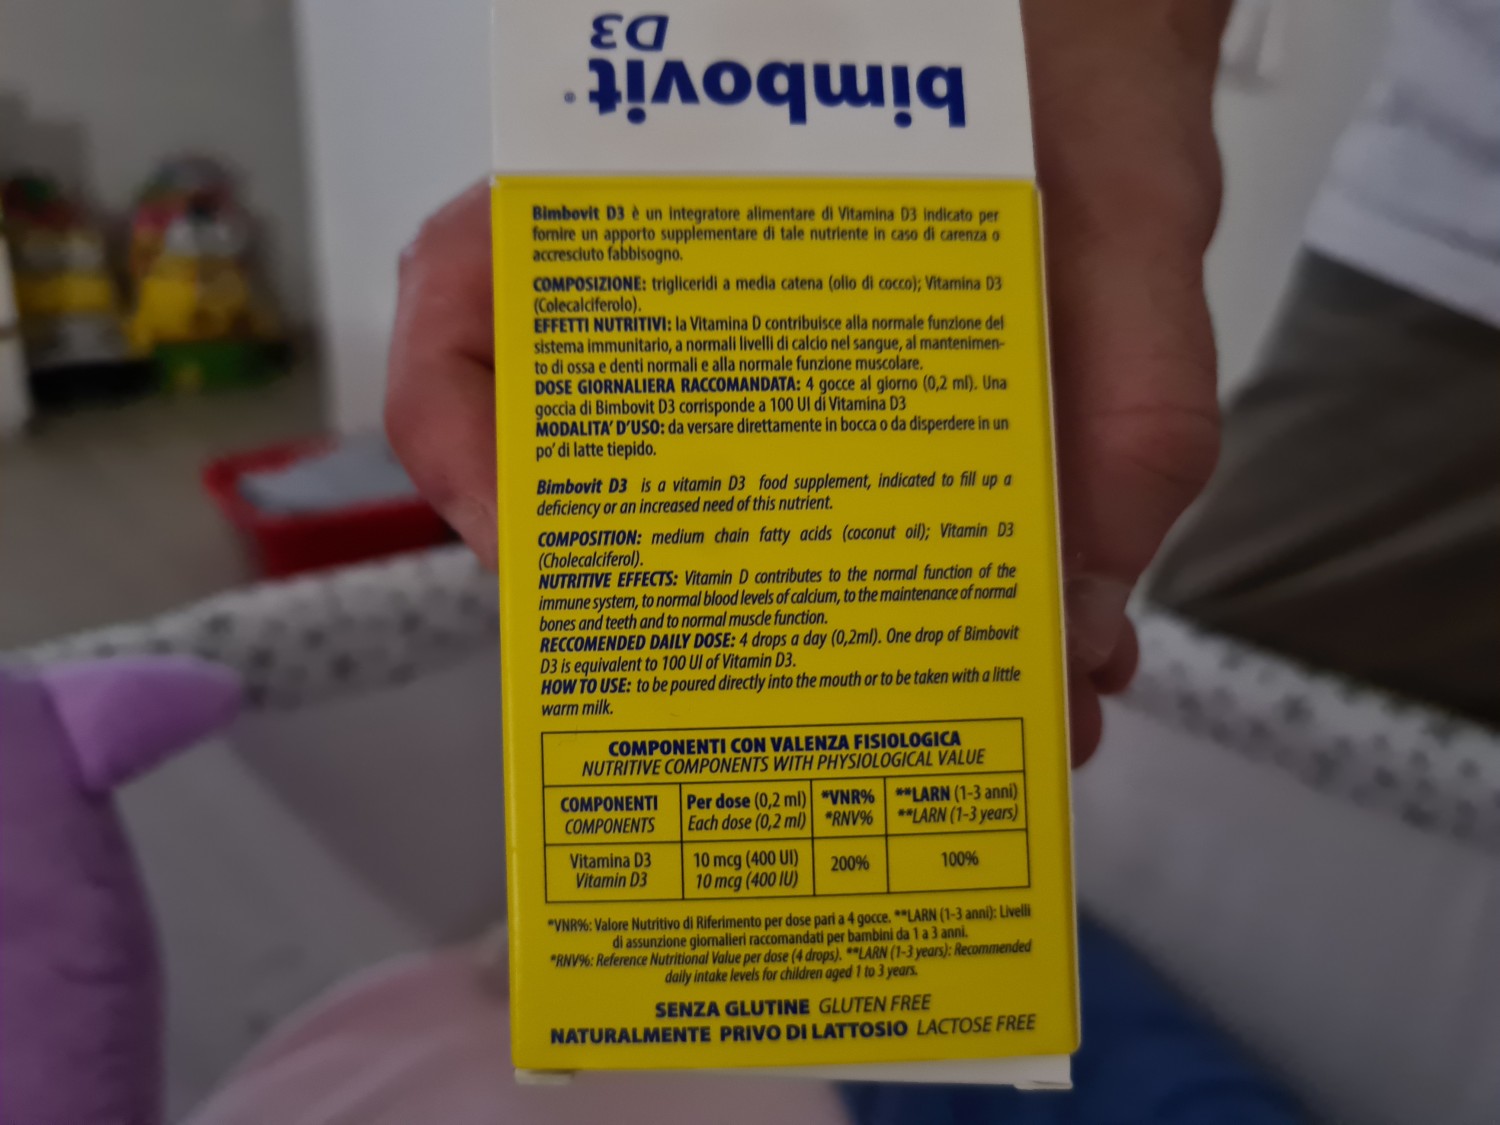 bimbovit®
D3
Bimbovit D3 è un integratore alimentare di Vitamina D3 indicato per
fornire un apporto supplementare di tale nutriente in caso di carenza o
accresciuto fabbisogno.
COMPOSIZIONE: trigliceridi a media catena (olio di cocco); Vitamina D3
(Colecalciferolo).
EFFETTI NUTRITIVI: la Vitamina D contribuisce alla normale funzione del
sistema immunitario, a normali livelli di calcio nel sangue, al mantenimen-
to di ossa e denti normali e alla normale funzione muscolare.
DOSE GIORNALIERA RACCOMANDATA: 4 gocce al giorno (0,2 ml). Una
goccia di Bimbovit D3 corrisponde a 100 UI di Vitamina D3
MODALITA' D'USO: da versare direttamente in bocca o da disperdere in un
po' di latte tiepido.
Bimbovit D3 is a vitamin D3 food supplement, indicated to fill up a
deficiency or an increased need of this nutrient.
COMPOSITION: medium chain fatty acids (coconut oil); Vitamin D3
(Cholecalciferol).
NUTRITIVE EFFECTS: Vitamin D contributes to the normal function of the
immune system, to normal blood levels of calcium, to the maintenance of normal
bones and teeth and to normal muscle function.
RECCOMENDED DAILY DOSE: 4 drops a day (0,2ml). One drop of Bimbovit
D3 is equivalent to 100 UI of Vitamin D3.
HOW TO USE: to be poured directly into the mouth or to be taken with a little
warm milk.
COMPONENTI CON VALENZA FISIOLOGICA
NUTRITIVE COMPONENTS WITH PHYSIOLOGICAL VALUE
COMPONENTI Per dose (0,2 ml) *VNR% **LARN (1-3 anni)
COMPONENTS Each dose (0,2 ml) *RNV% **LARN (1-3 years)
Vitamina D3 10 mcg (400 UI) 200% 100%
Vitamin D3 10 mcg (400 IU)
*VNR%: Valore Nutritivo di Riferimento per dose pari a 4 gocce. **LARN (1-3 anni): Livelli
di assunzione giornalieri raccomandati per bambini da 1 a 3 anni.
*RNV%: Reference Nutritional Value per dose (4 drops). **LARN (1-3 years): Recommended
daily intake levels for children aged 1 to 3 years.
SENZA GLUTINE GLUTEN FREE
NATURALMENTE PRIVO DI LATTOSIO LACTOSE FREE